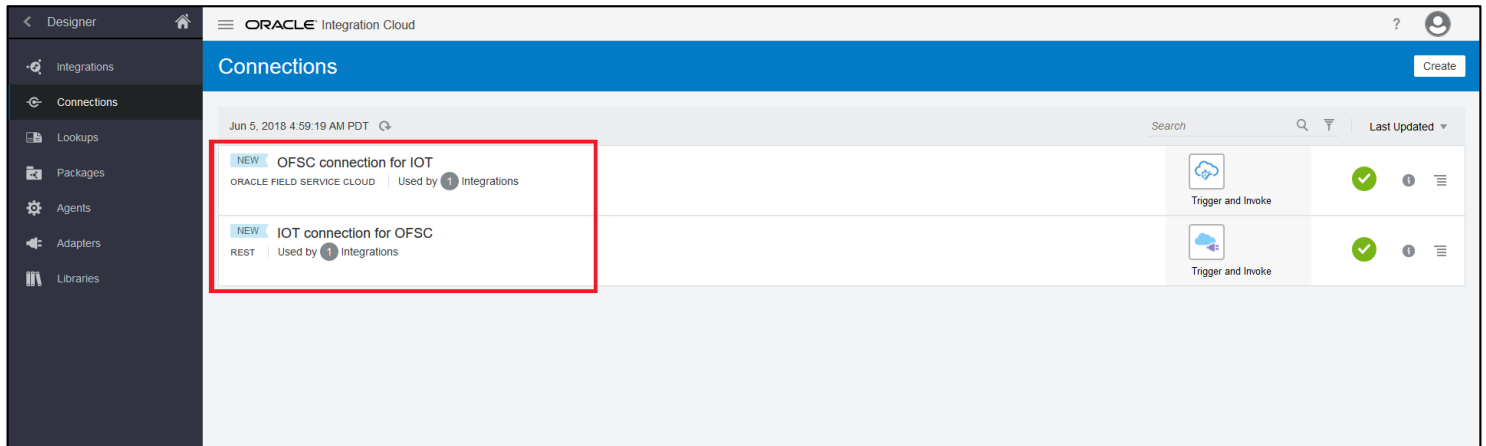 Designer
ORACLE Integration Cloud
?
Integrations
Connections
Lookups
Packages
Agents
Adapters
Libraries
Connections
Create
Jun 5, 2018 4:59:19 AM PDT
Search
Last Updated
NEW OFSC connection for IOT
ORACLE FIELD SERVICE CLOUD Used by 1 Integrations
Trigger and Invoke
NEW IOT connection for OFSC
REST Used by 1 Integrations
Trigger and Invoke